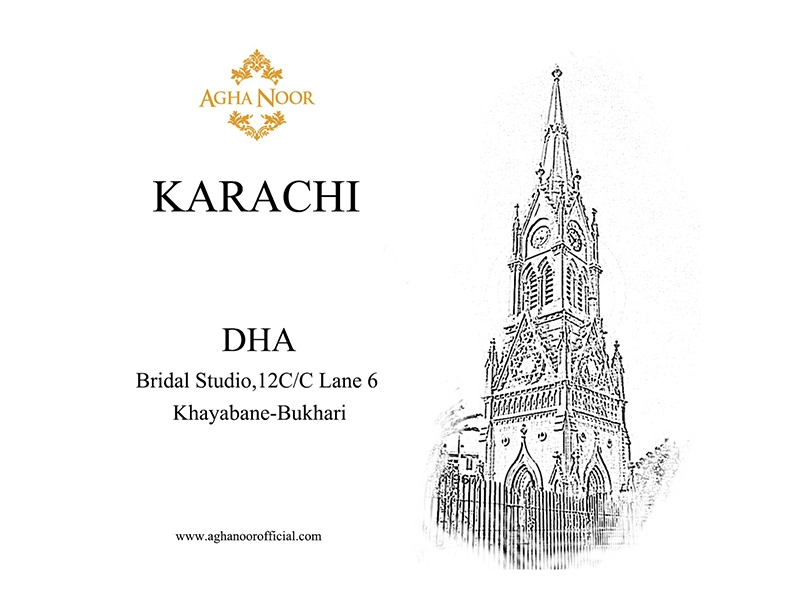 AGHA NOOR
KARACHI
DHA
Bridal Studio,12C/C Lane 6
Khayabane-Bukhari
www.aghanoorofficial.com